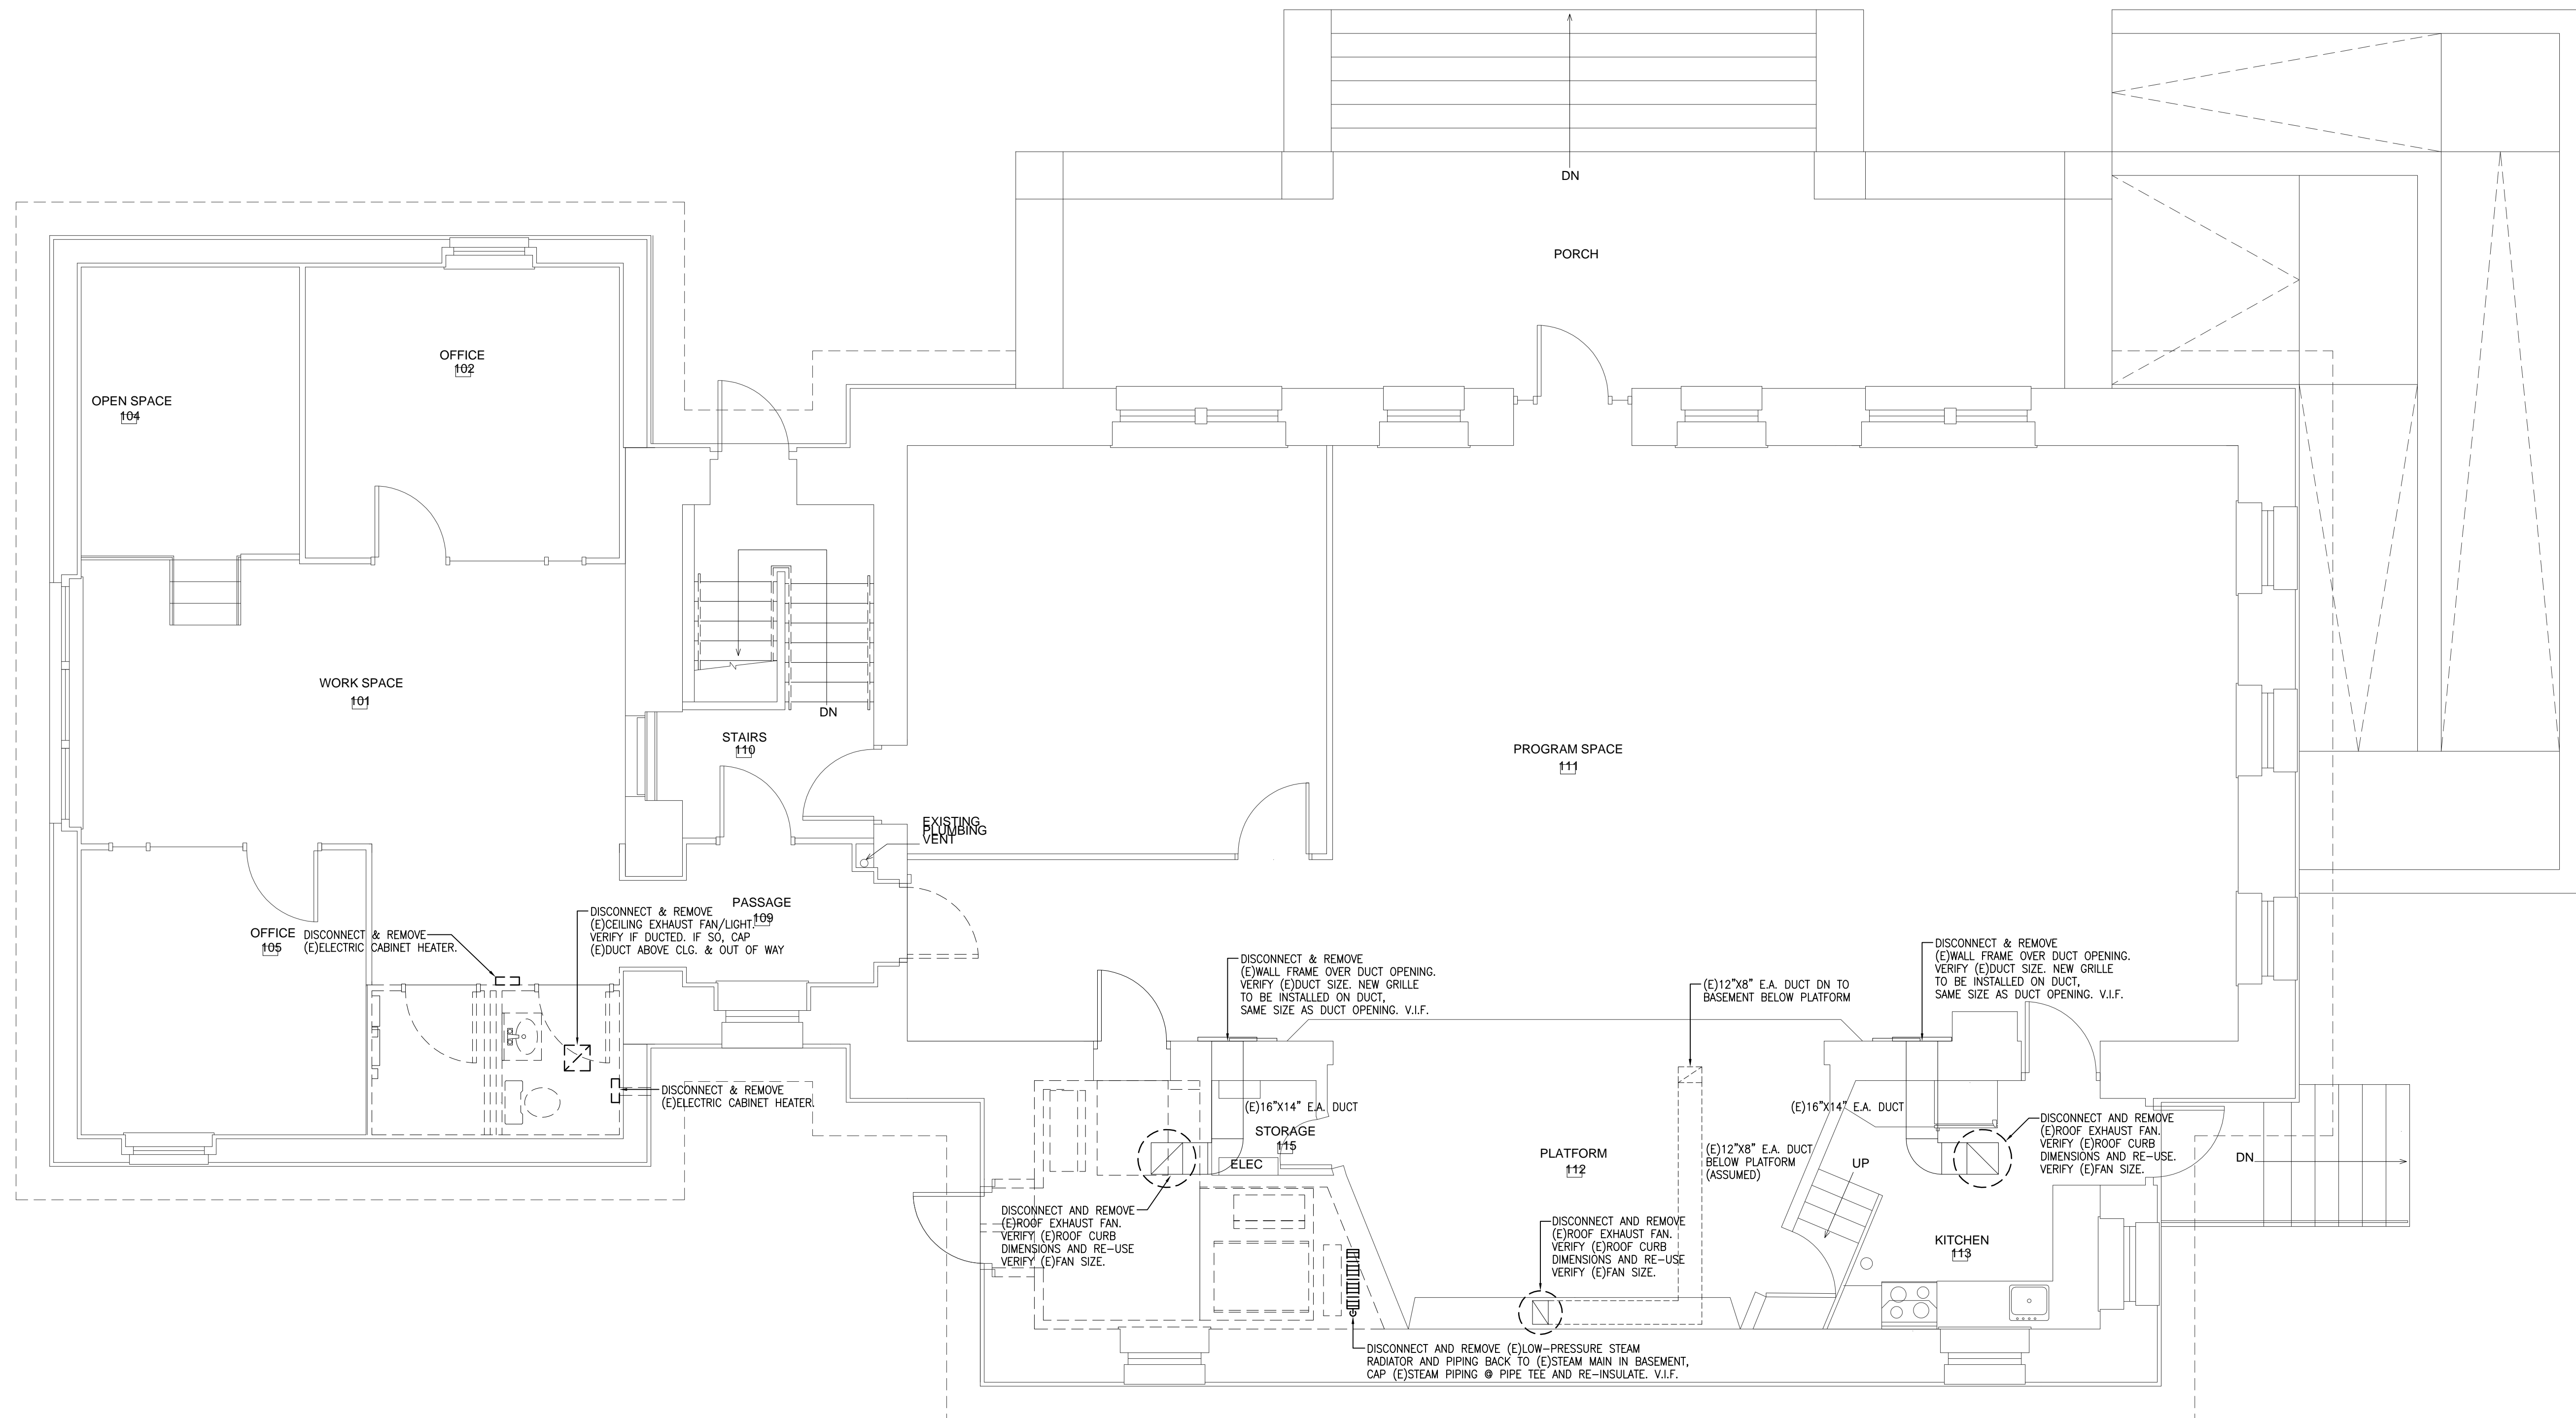 DN
PORCH
OFFICE
102
OPEN SPACE
104
WORK SPACE
101
DN
STAIRS
110
PROGRAM SPACE
111
EXISTING
PLUMBING
VENT
PASSAGE
109
OFFICE
105
DISCONNECT & REMOVE
(E)ELECTRIC CABINET HEATER.
DISCONNECT & REMOVE
(E)CEILING EXHAUST FAN/LIGHT.
VERIFY IF DUCTED. IF SO, CAP
(E)DUCT ABOVE CLG. & OUT OF WAY
DISCONNECT & REMOVE
(E)ELECTRIC CABINET HEATER.
DISCONNECT & REMOVE
(E)WALL FRAME OVER DUCT OPENING.
VERIFY (E)DUCT SIZE. NEW GRILLE
TO BE INSTALLED ON DUCT,
SAME SIZE AS DUCT OPENING. V.I.F.
(E)12"X8" E.A. DUCT DN TO
BASEMENT BELOW PLATFORM
DISCONNECT & REMOVE
(E)WALL FRAME OVER DUCT OPENING.
VERIFY (E)DUCT SIZE. NEW GRILLE
TO BE INSTALLED ON DUCT,
SAME SIZE AS DUCT OPENING. V.I.F.
(E)16"X14" E.A. DUCT
STORAGE
115
ELEC
(E)16"X14" E.A. DUCT
DISCONNECT AND REMOVE
(E)ROOF EXHAUST FAN.
VERIFY (E)ROOF CURB
DIMENSIONS AND RE-USE.
VERIFY (E)FAN SIZE.
DN
PLATFORM
112
(E)12"X8" E.A. DUCT
BELOW PLATFORM
(ASSUMED)
UP
DISCONNECT AND REMOVE
(E)ROOF EXHAUST FAN.
VERIFY (E)ROOF CURB
DIMENSIONS AND RE-USE
VERIFY (E)FAN SIZE.
DISCONNECT AND REMOVE
(E)ROOF EXHAUST FAN.
VERIFY (E)ROOF CURB
DIMENSIONS AND RE-USE
VERIFY (E)FAN SIZE.
KITCHEN
113
DISCONNECT AND REMOVE (E)LOW-PRESSURE STEAM
RADIATOR AND PIPING BACK TO (E)STEAM MAIN IN BASEMENT,
CAP (E)STEAM PIPING @ PIPE TEE AND RE-INSULATE. V.I.F.